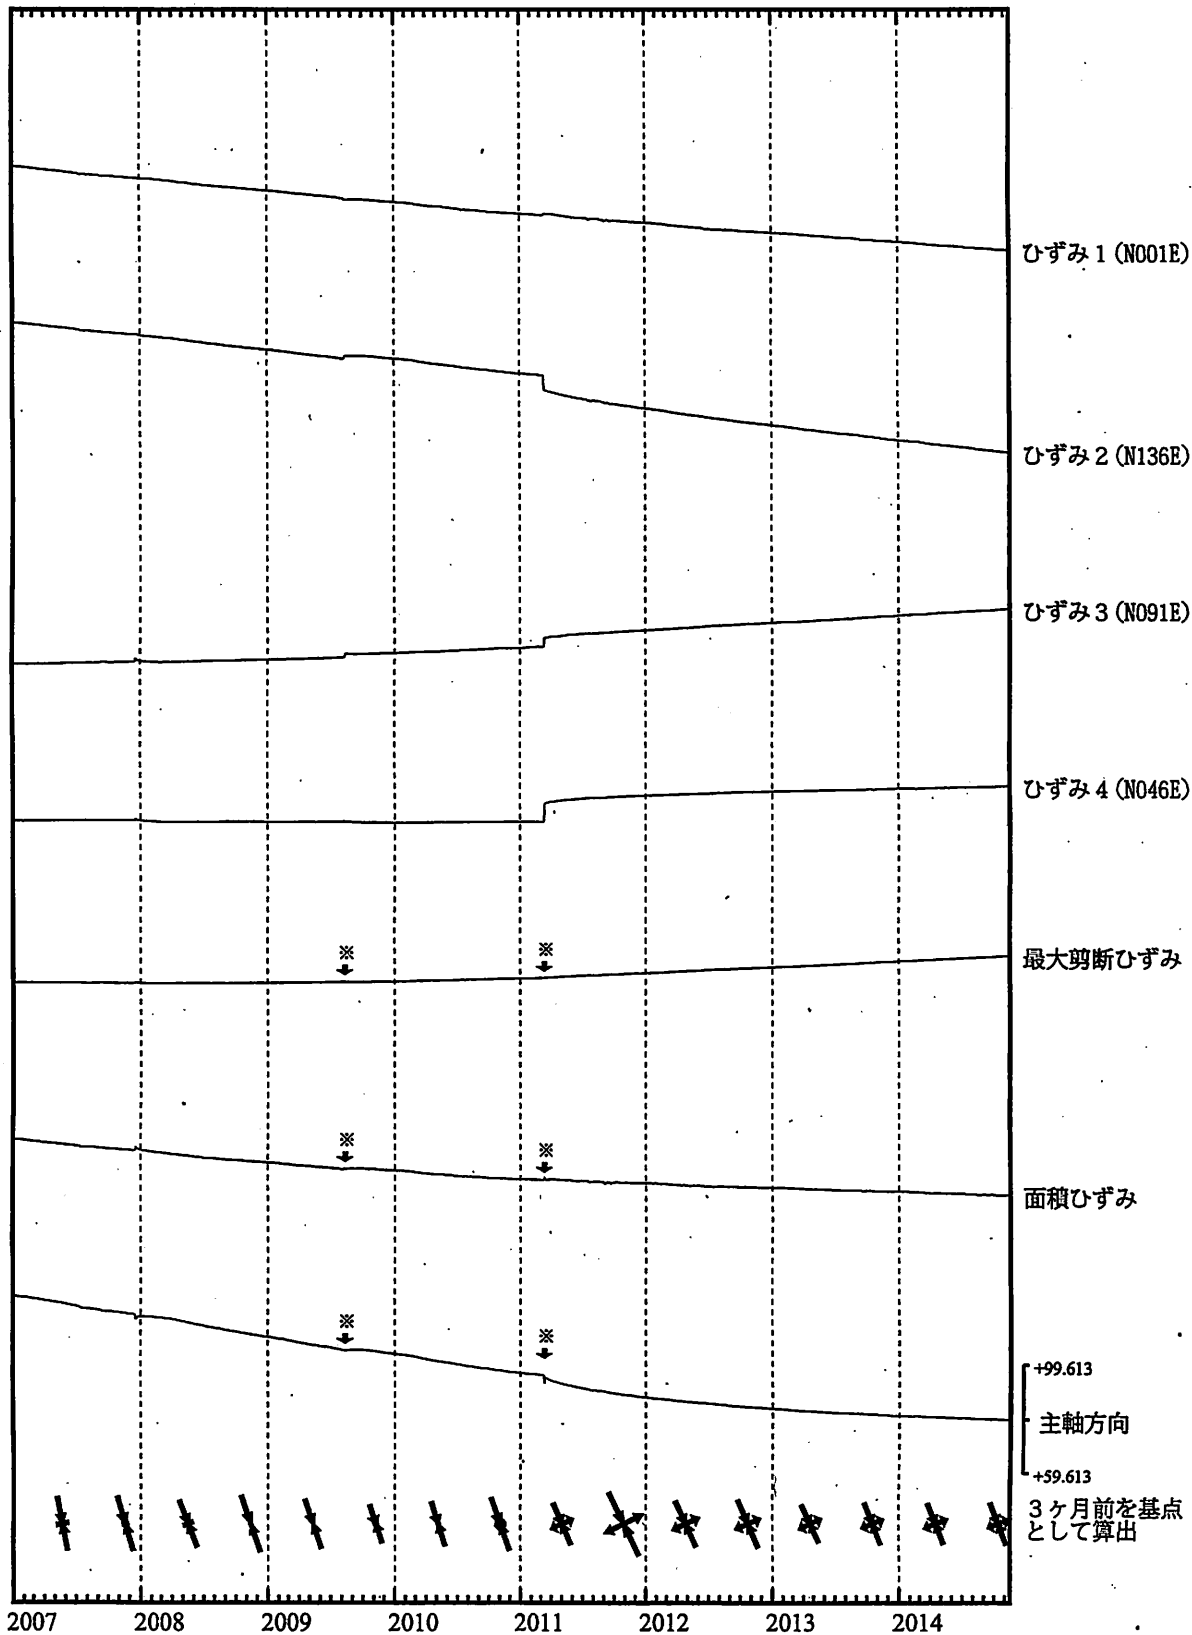 ひずみ1 (N001E)
ひずみ2 (N136E)
ひずみ3 (N091E)
ひずみ4 (N046E)
※ ※
最大剪断ひずみ
※ ※
面積ひずみ
※ ※
+99.613
主軸方向
+59.613
3ヶ月前を基点
として算出
2007 2008 2009 2010 2011 2012 2013 2014